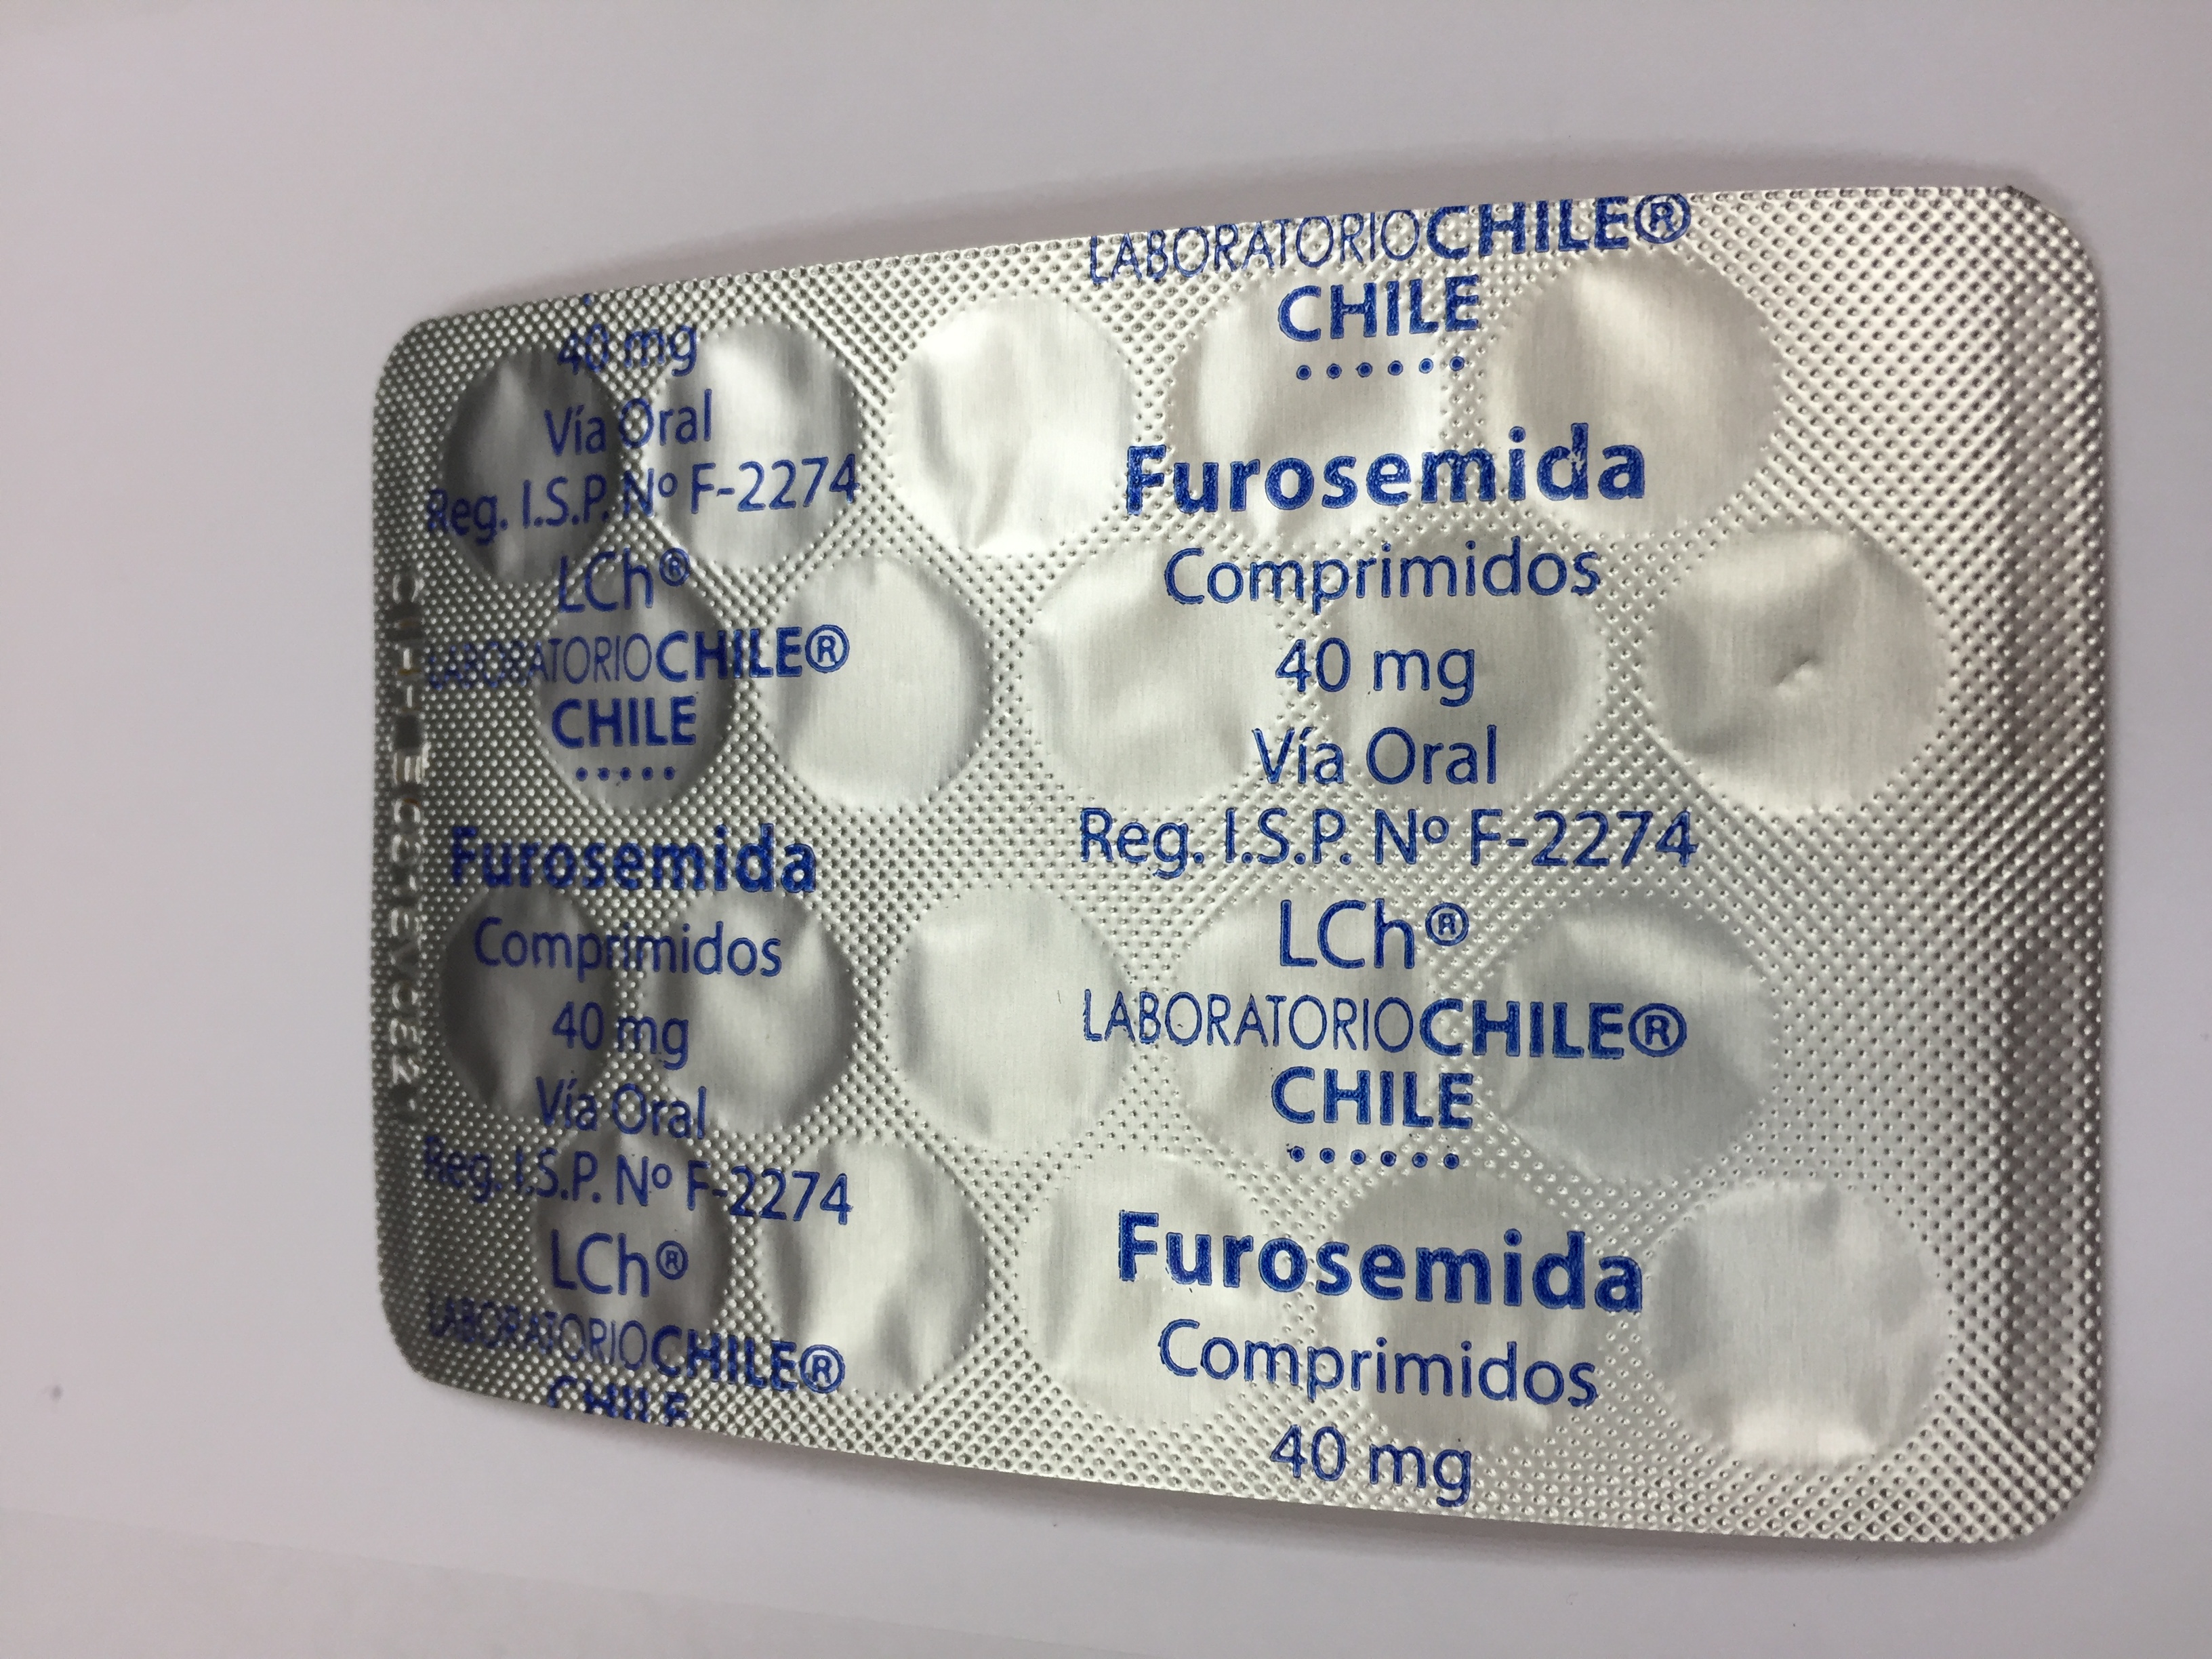 40 mg
Vía Oral
Reg. I.S.P. Nº F-2274
LCh®
LABORATORIOCHILE®
CHILE
Furosemida
Comprimidos
40 mg
Vía Oral
Reg. I.S.P. Nº F-2274
LCh®
LABORATORIOCHILE®
CHILE
LABORATORIOCHILE®
CHILE
Furosemida
Comprimidos
40 mg
Vía Oral
Reg. I.S.P. Nº F-2274
LCh®
LABORATORIOCHILE®
CHILE
Furosemida
Comprimidos
40 mg